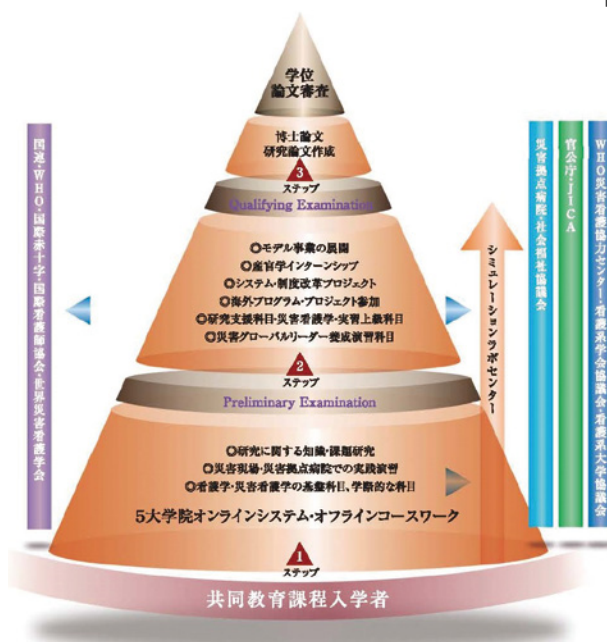 学位
論文審査
博士論文
研究論文作成
3
ステップ
Qualifying Examination
◎モデル事業の展開
◎産官学インターンシップ
◎システム・制度改革プロジェクト
◎海外プログラム・プロジェクト参加
◎研究支援科目・災害看護学・実習上級科目
◎災害グローバルリーダー養成演習科目
2
ステップ
Preliminary Examination
◎研究に関する知識・課題研究
◎災害現場・災害拠点病院での実践演習
◎看護学・災害看護学の基盤科目、学際的な科目
5大学院オンラインシステム・オフラインコースワーク
1
ステップ
共同教育課程入学者
国連・WHO・国際赤十字・国際看護師協会・世界災害看護学会
シミュレーションラボセンター
災害拠点病院・社会福祉協議会
官公庁・JICA
WHO災害看護協力センター・看護系学会協議会・看護系大学協議会